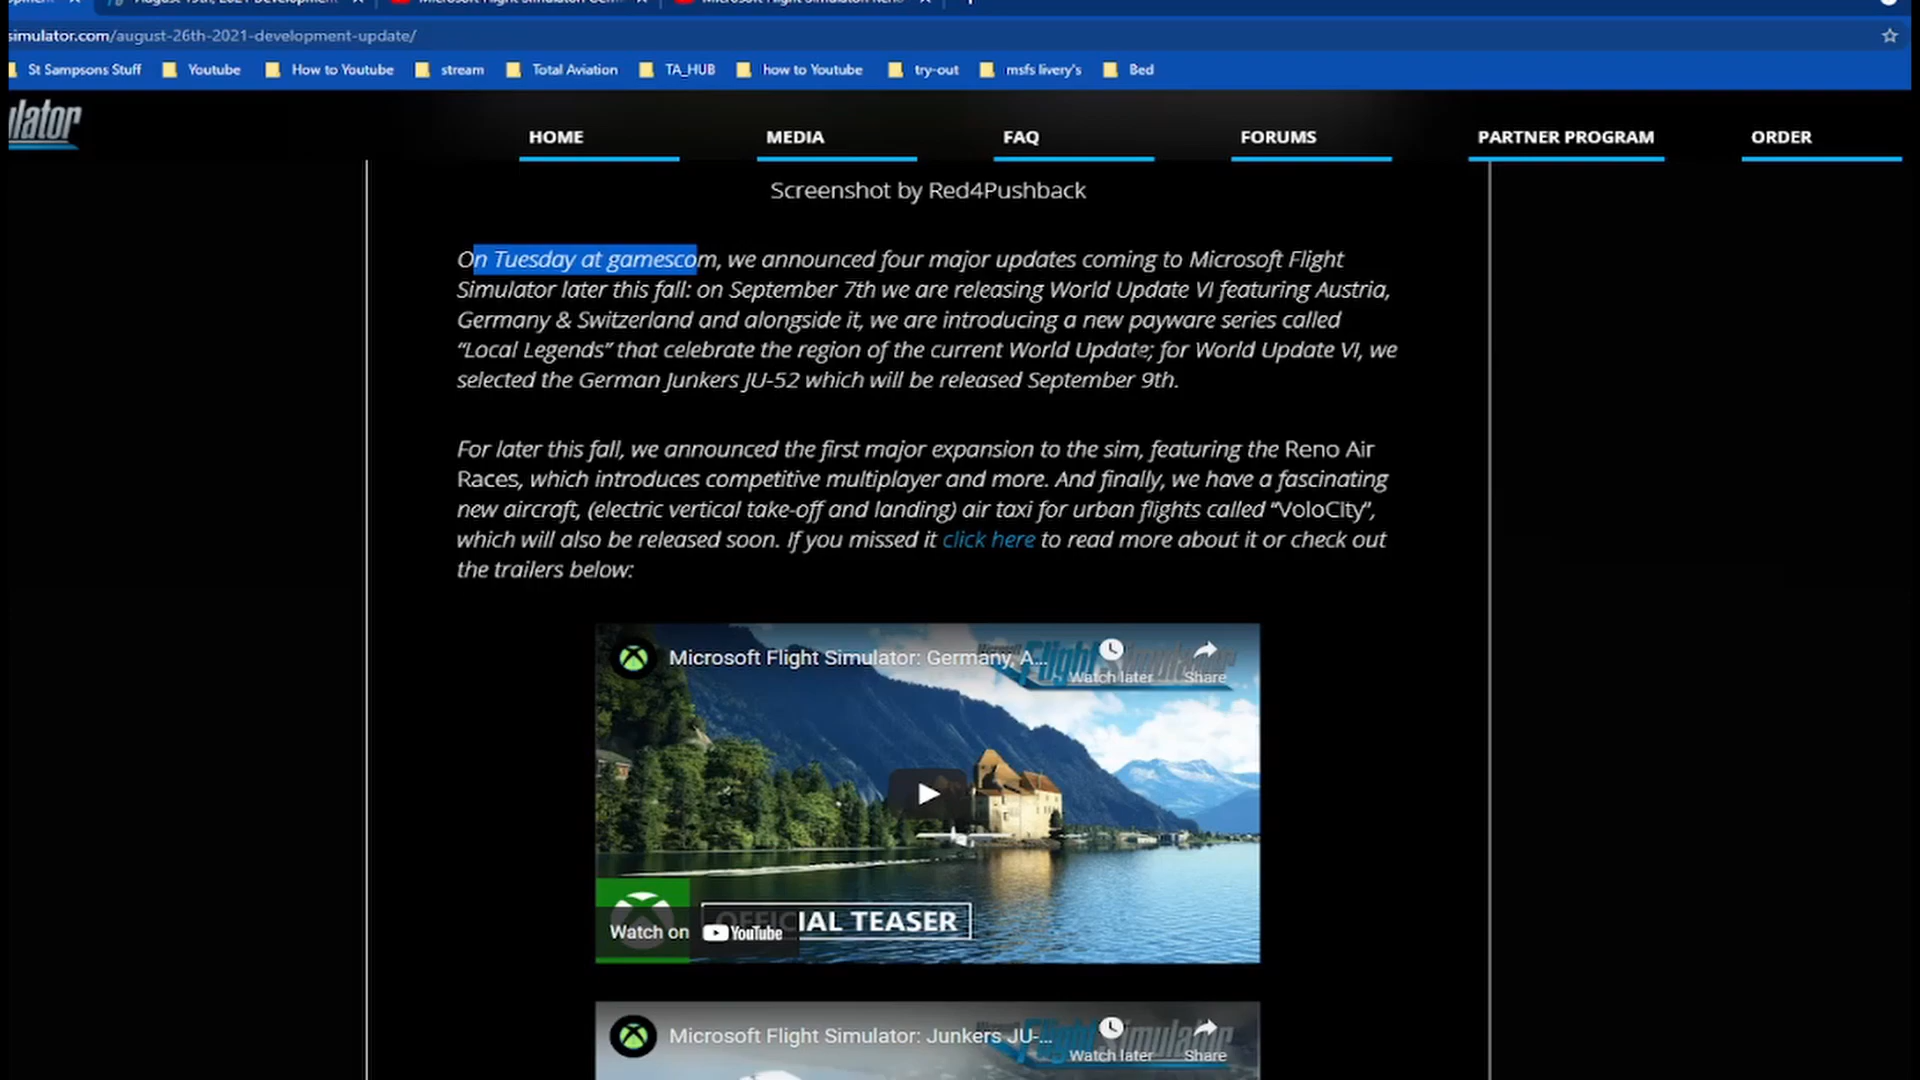 simulator.com/august-26th-2021-development-update/
St Sampsons Stuff Youtube How to Youtube stream Total Aviation TA_HUB how to Youtube try-out msfs livery's Bed
HOME MEDIA FAQ FORUMS PARTNER PROGRAM ORDER
Screenshot by Red4Pushback
On Tuesday at gamescom, we announced four major updates coming to Microsoft Flight
Simulator later this fall: on September 7th we are releasing World Update VI featuring Austria,
Germany & Switzerland and alongside it, we are introducing a new payware series called
“Local Legends” that celebrate the region of the current World Update; for World Update VI, we
selected the German Junkers JU-52 which will be released September 9th.
For later this fall, we announced the first major expansion to the sim, featuring the Reno Air
Races, which introduces competitive multiplayer and more. And finally, we have a fascinating
new aircraft, (electric vertical take-off and landing) air taxi for urban flights called “VoloCity”,
which will also be released soon. If you missed it click here to read more about it or check out
the trailers below:
Microsoft Flight Simulator: Germany, A...
Flight Simulator
Watch later Share
OFFICIAL TEASER
Watch on YouTube
Microsoft Flight Simulator: Junkers JU-...
Watch later Share